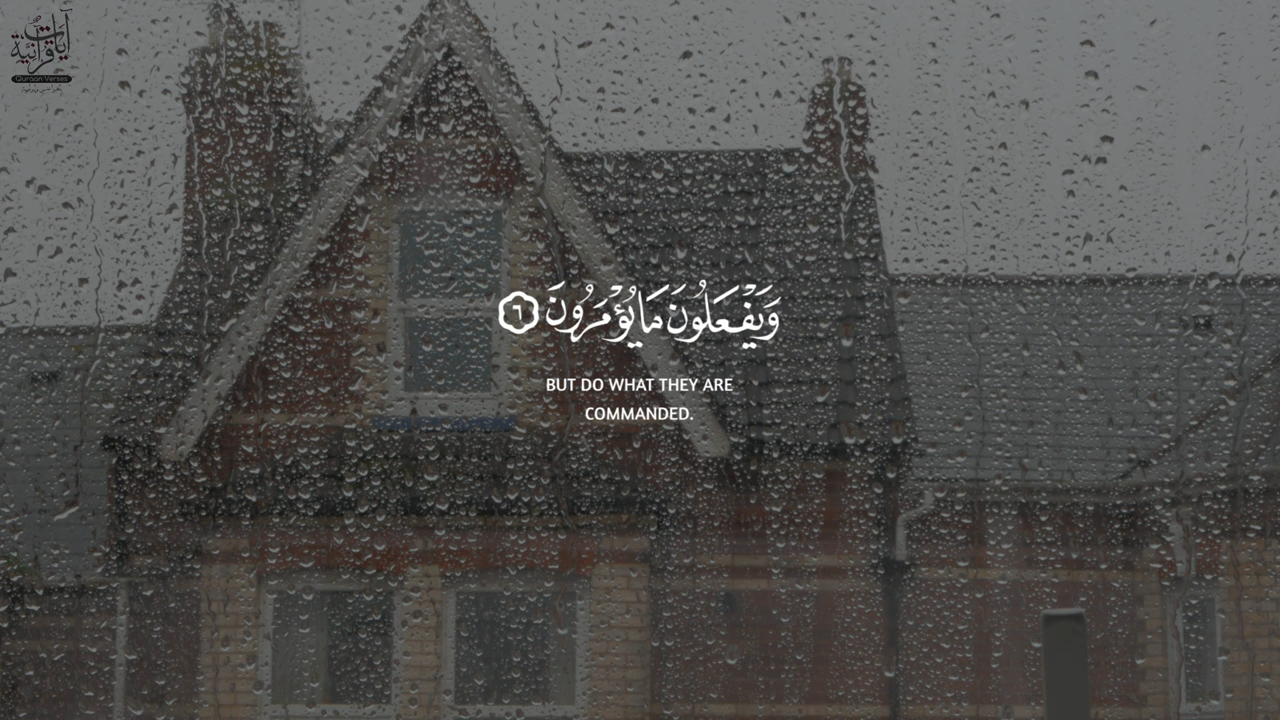 آيات قرآنية
Quraan Verses
وَيَفْعَلُونَ مَا يُؤْمَرُونَ ٦
BUT DO WHAT THEY ARE
COMMANDED.